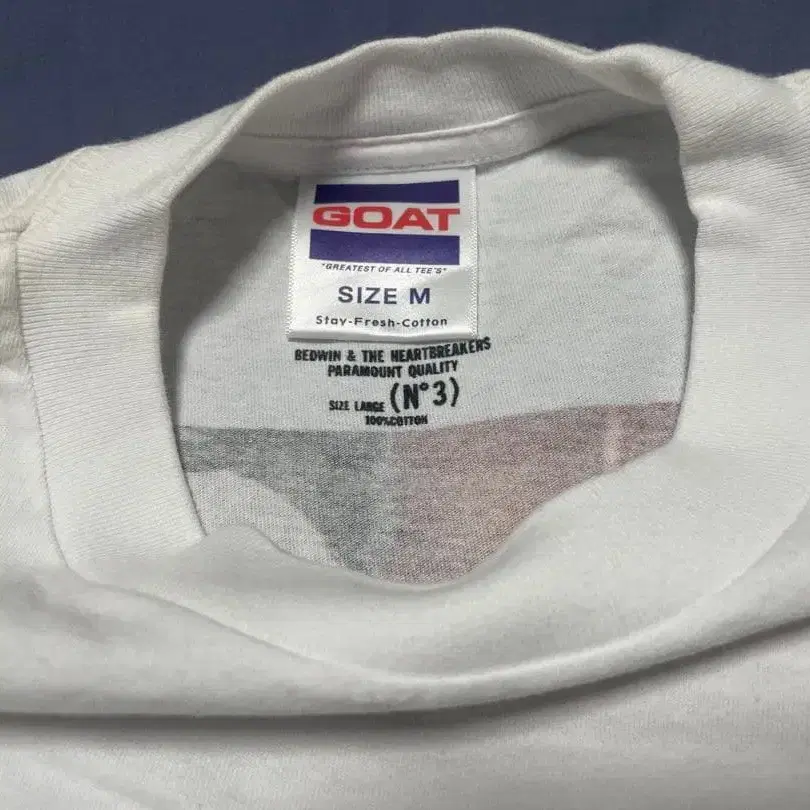 GOAT
"GREATEST OF ALL TEE'S"
SIZE M
Stay-Fresh-Cotton
BEDWIN & THE HEARTBREAKERS
PARAMOUNT QUALITY
SIZE LARGE (N°3)
100%COTTON